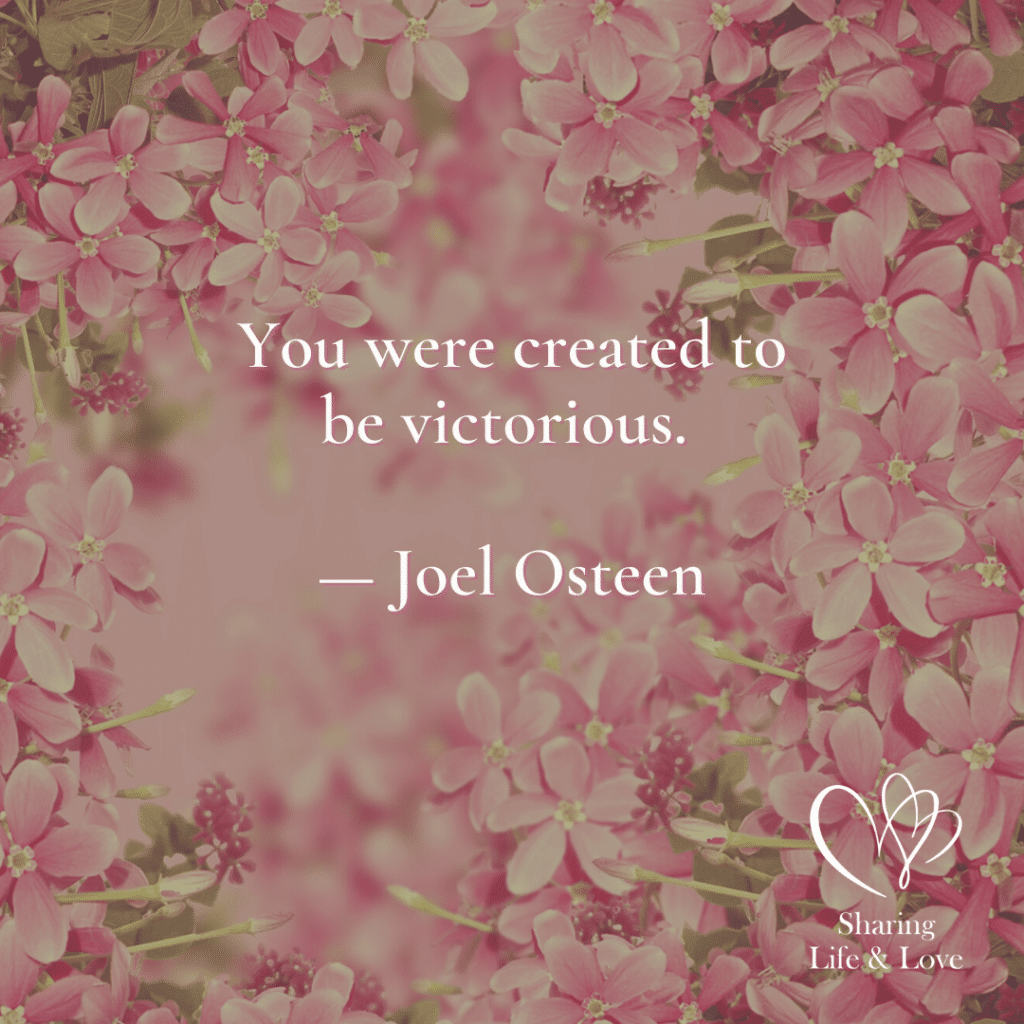 You were created to
be victorious.
— Joel Osteen
Sharing
Life & Love